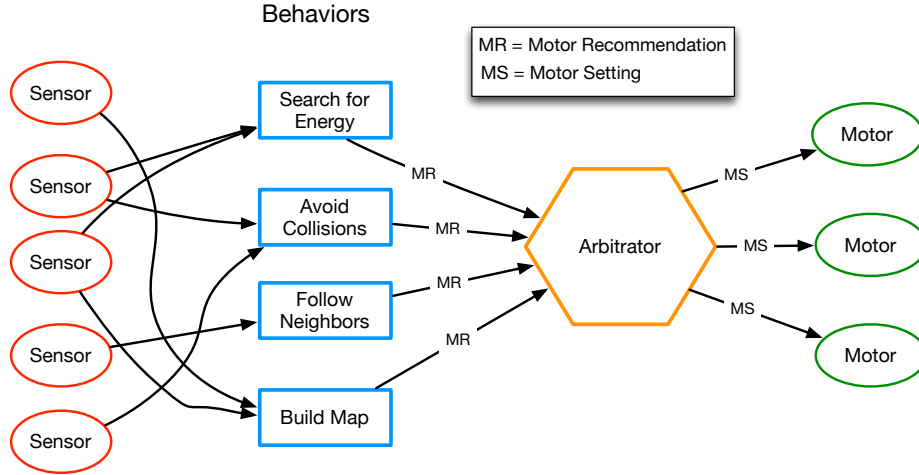 Behaviors
MR = Motor Recommendation
MS = Motor Setting
Sensor
Sensor
Sensor
Sensor
Sensor
Search for
Energy
Avoid
Collisions
Follow
Neighbors
Build Map
MR
MR
MR
MR
Arbitrator
MS
MS
MS
Motor
Motor
Motor